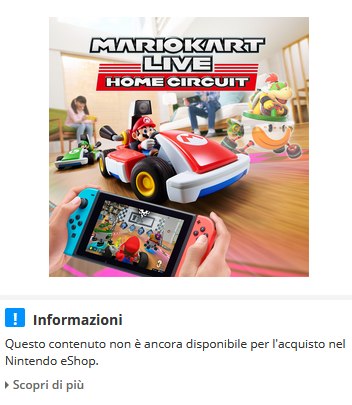 MARIOKART
LIVE
HOME CIRCUIT
! Informazioni
Questo contenuto non è ancora disponibile per l'acquisto nel
Nintendo eShop.
Scopri di più